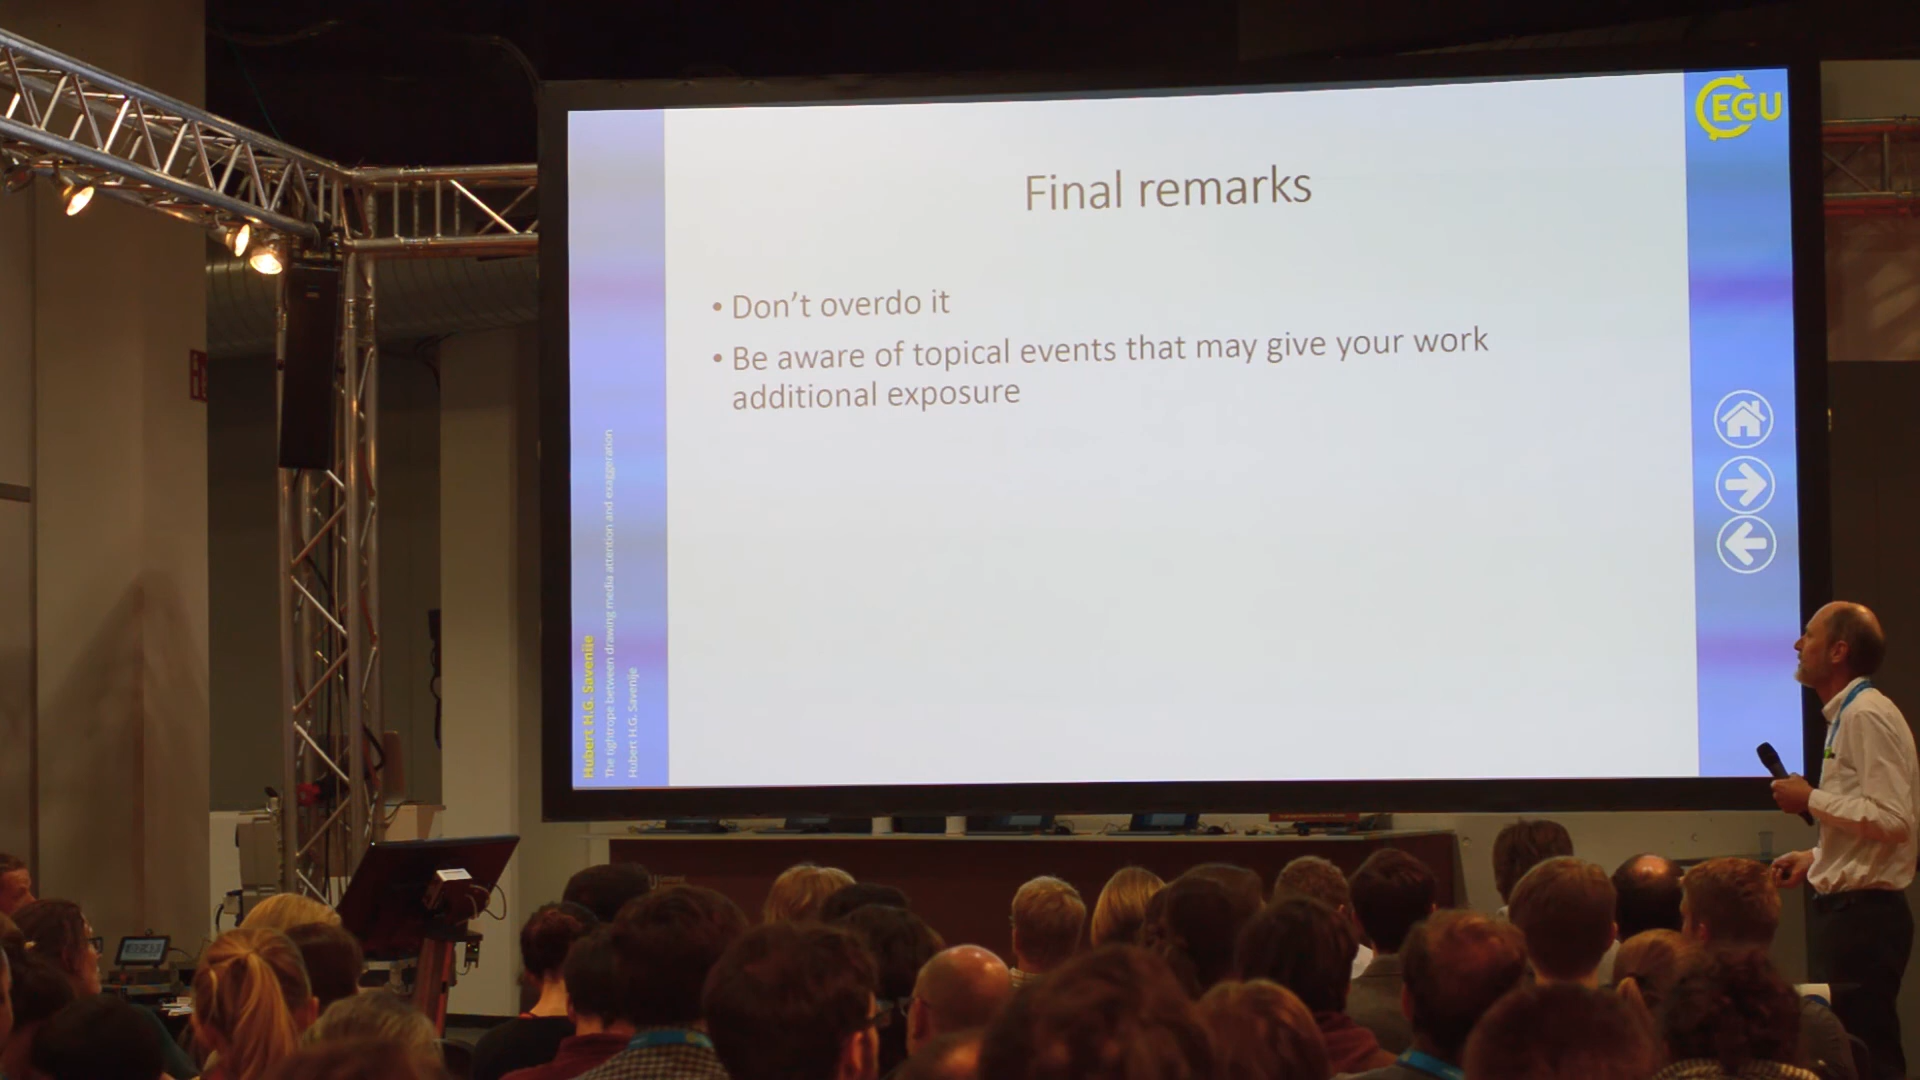 EGU
Final remarks
• Don't overdo it
• Be aware of topical events that may give your work
additional exposure
Hubert H.G. Savenije
The tightrope between drawing media attention and exaggeration
Hubert H.G. Savenije